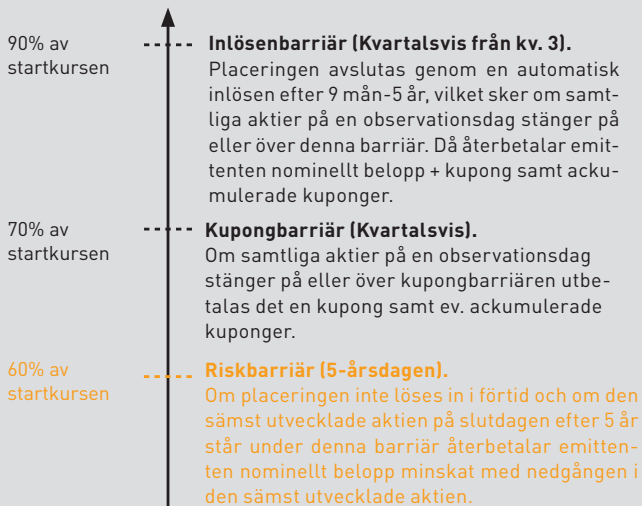 90% av
startkursen
Inlösenbarriär (Kvartalsvis från kv. 3).
Placeringen avslutas genom en automatisk
inlösen efter 9 mån-5 år, vilket sker om samt-
liga aktier på en observationsdag stänger på
eller över denna barriär. Då återbetalar emit-
tenten nominellt belopp + kupong samt acku-
mulerade kuponger.
70% av
startkursen
Kupongbarriär (Kvartalsvis).
Om samtliga aktier på en observationsdag
stänger på eller över kupongbarriären utbe-
talas det en kupong samt ev. ackumulerade
kuponger.
60% av
startkursen
Riskbarriär (5-årsdagen).
Om placeringen inte löses in i förtid och om den
sämst utvecklade aktien på slutdagen efter 5 år
står under denna barriär återbetalar emitten-
ten nominellt belopp minskat med nedgången i
den sämst utvecklade aktien.